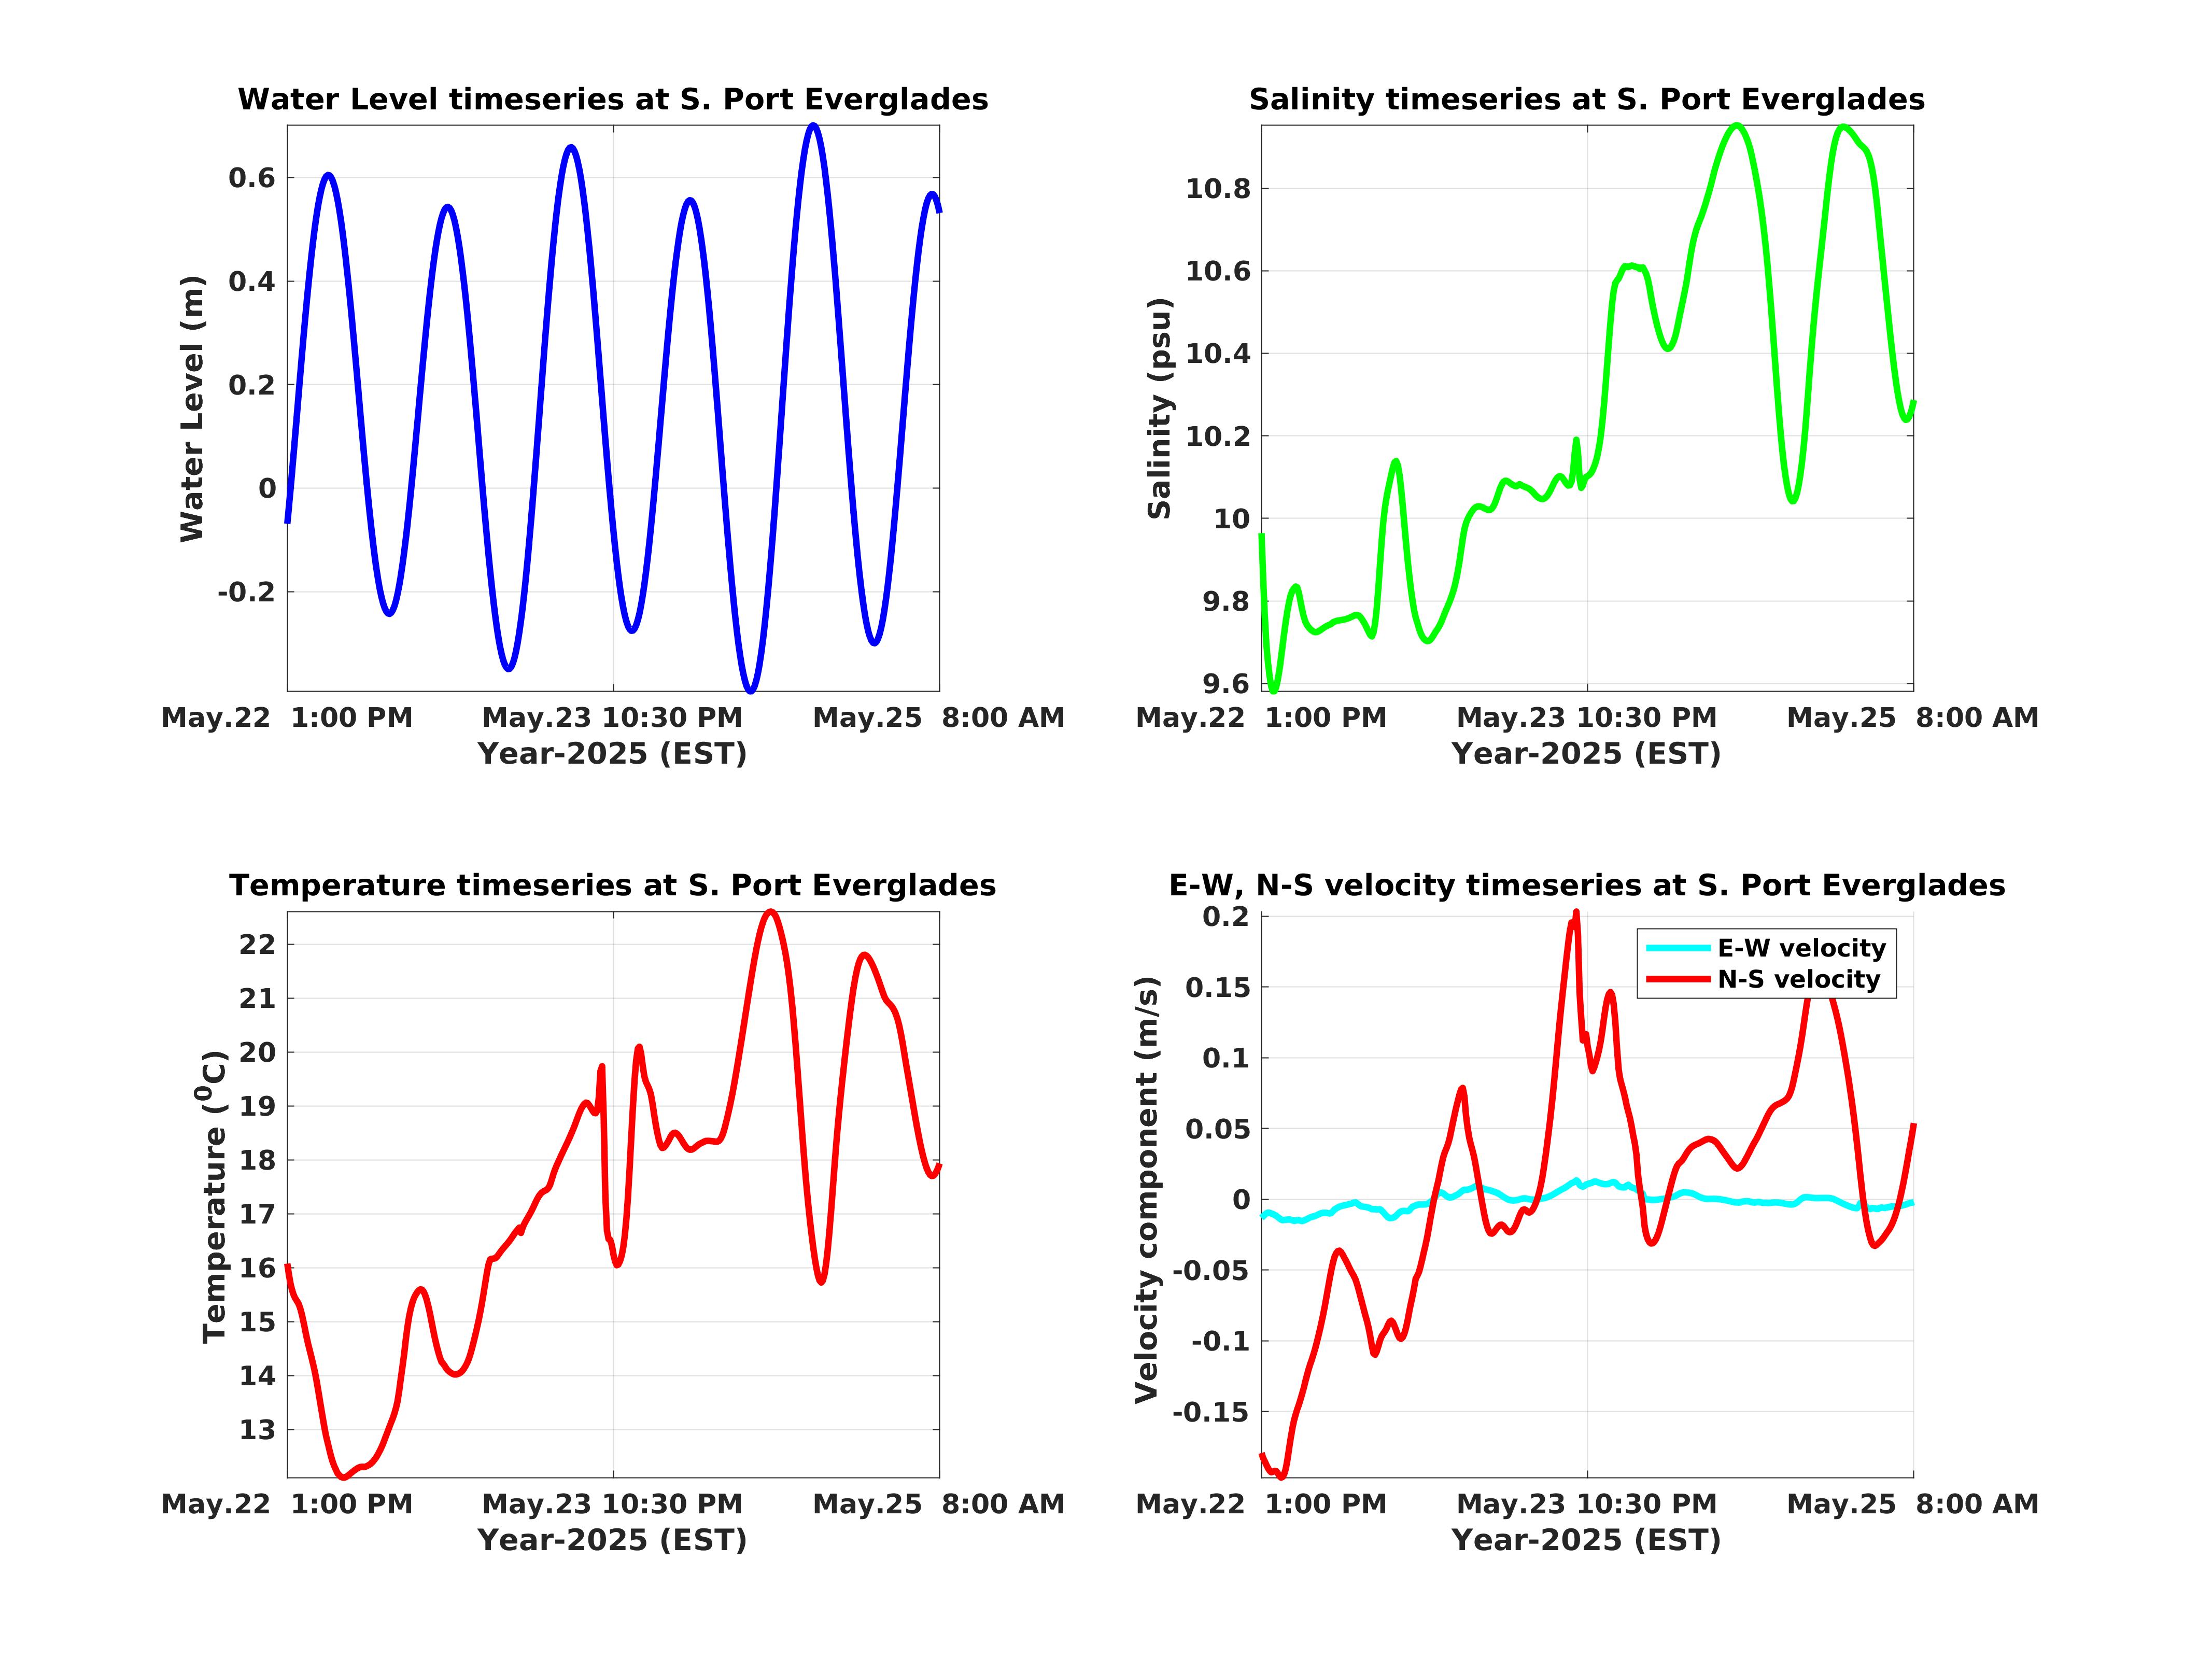 Water Level timeseries at S. Port Everglades
Water Level (m)
0.6
0.4
0.2
0
-0.2
May.22 1:00 PM
May.23 10:30 PM
May.25 8:00 AM
Year-2025 (EST)
Salinity timeseries at S. Port Everglades
Salinity (psu)
10.8
10.6
10.4
10.2
10
9.8
9.6
May.22 1:00 PM
May.23 10:30 PM
May.25 8:00 AM
Year-2025 (EST)
Temperature timeseries at S. Port Everglades
Temperature (⁰C)
22
21
20
19
18
17
16
15
14
13
May.22 1:00 PM
May.23 10:30 PM
May.25 8:00 AM
Year-2025 (EST)
E-W, N-S velocity timeseries at S. Port Everglades
Velocity component (m/s)
0.2
0.15
0.1
0.05
0
-0.05
-0.1
-0.15
E-W velocity
N-S velocity
May.22 1:00 PM
May.23 10:30 PM
May.25 8:00 AM
Year-2025 (EST)